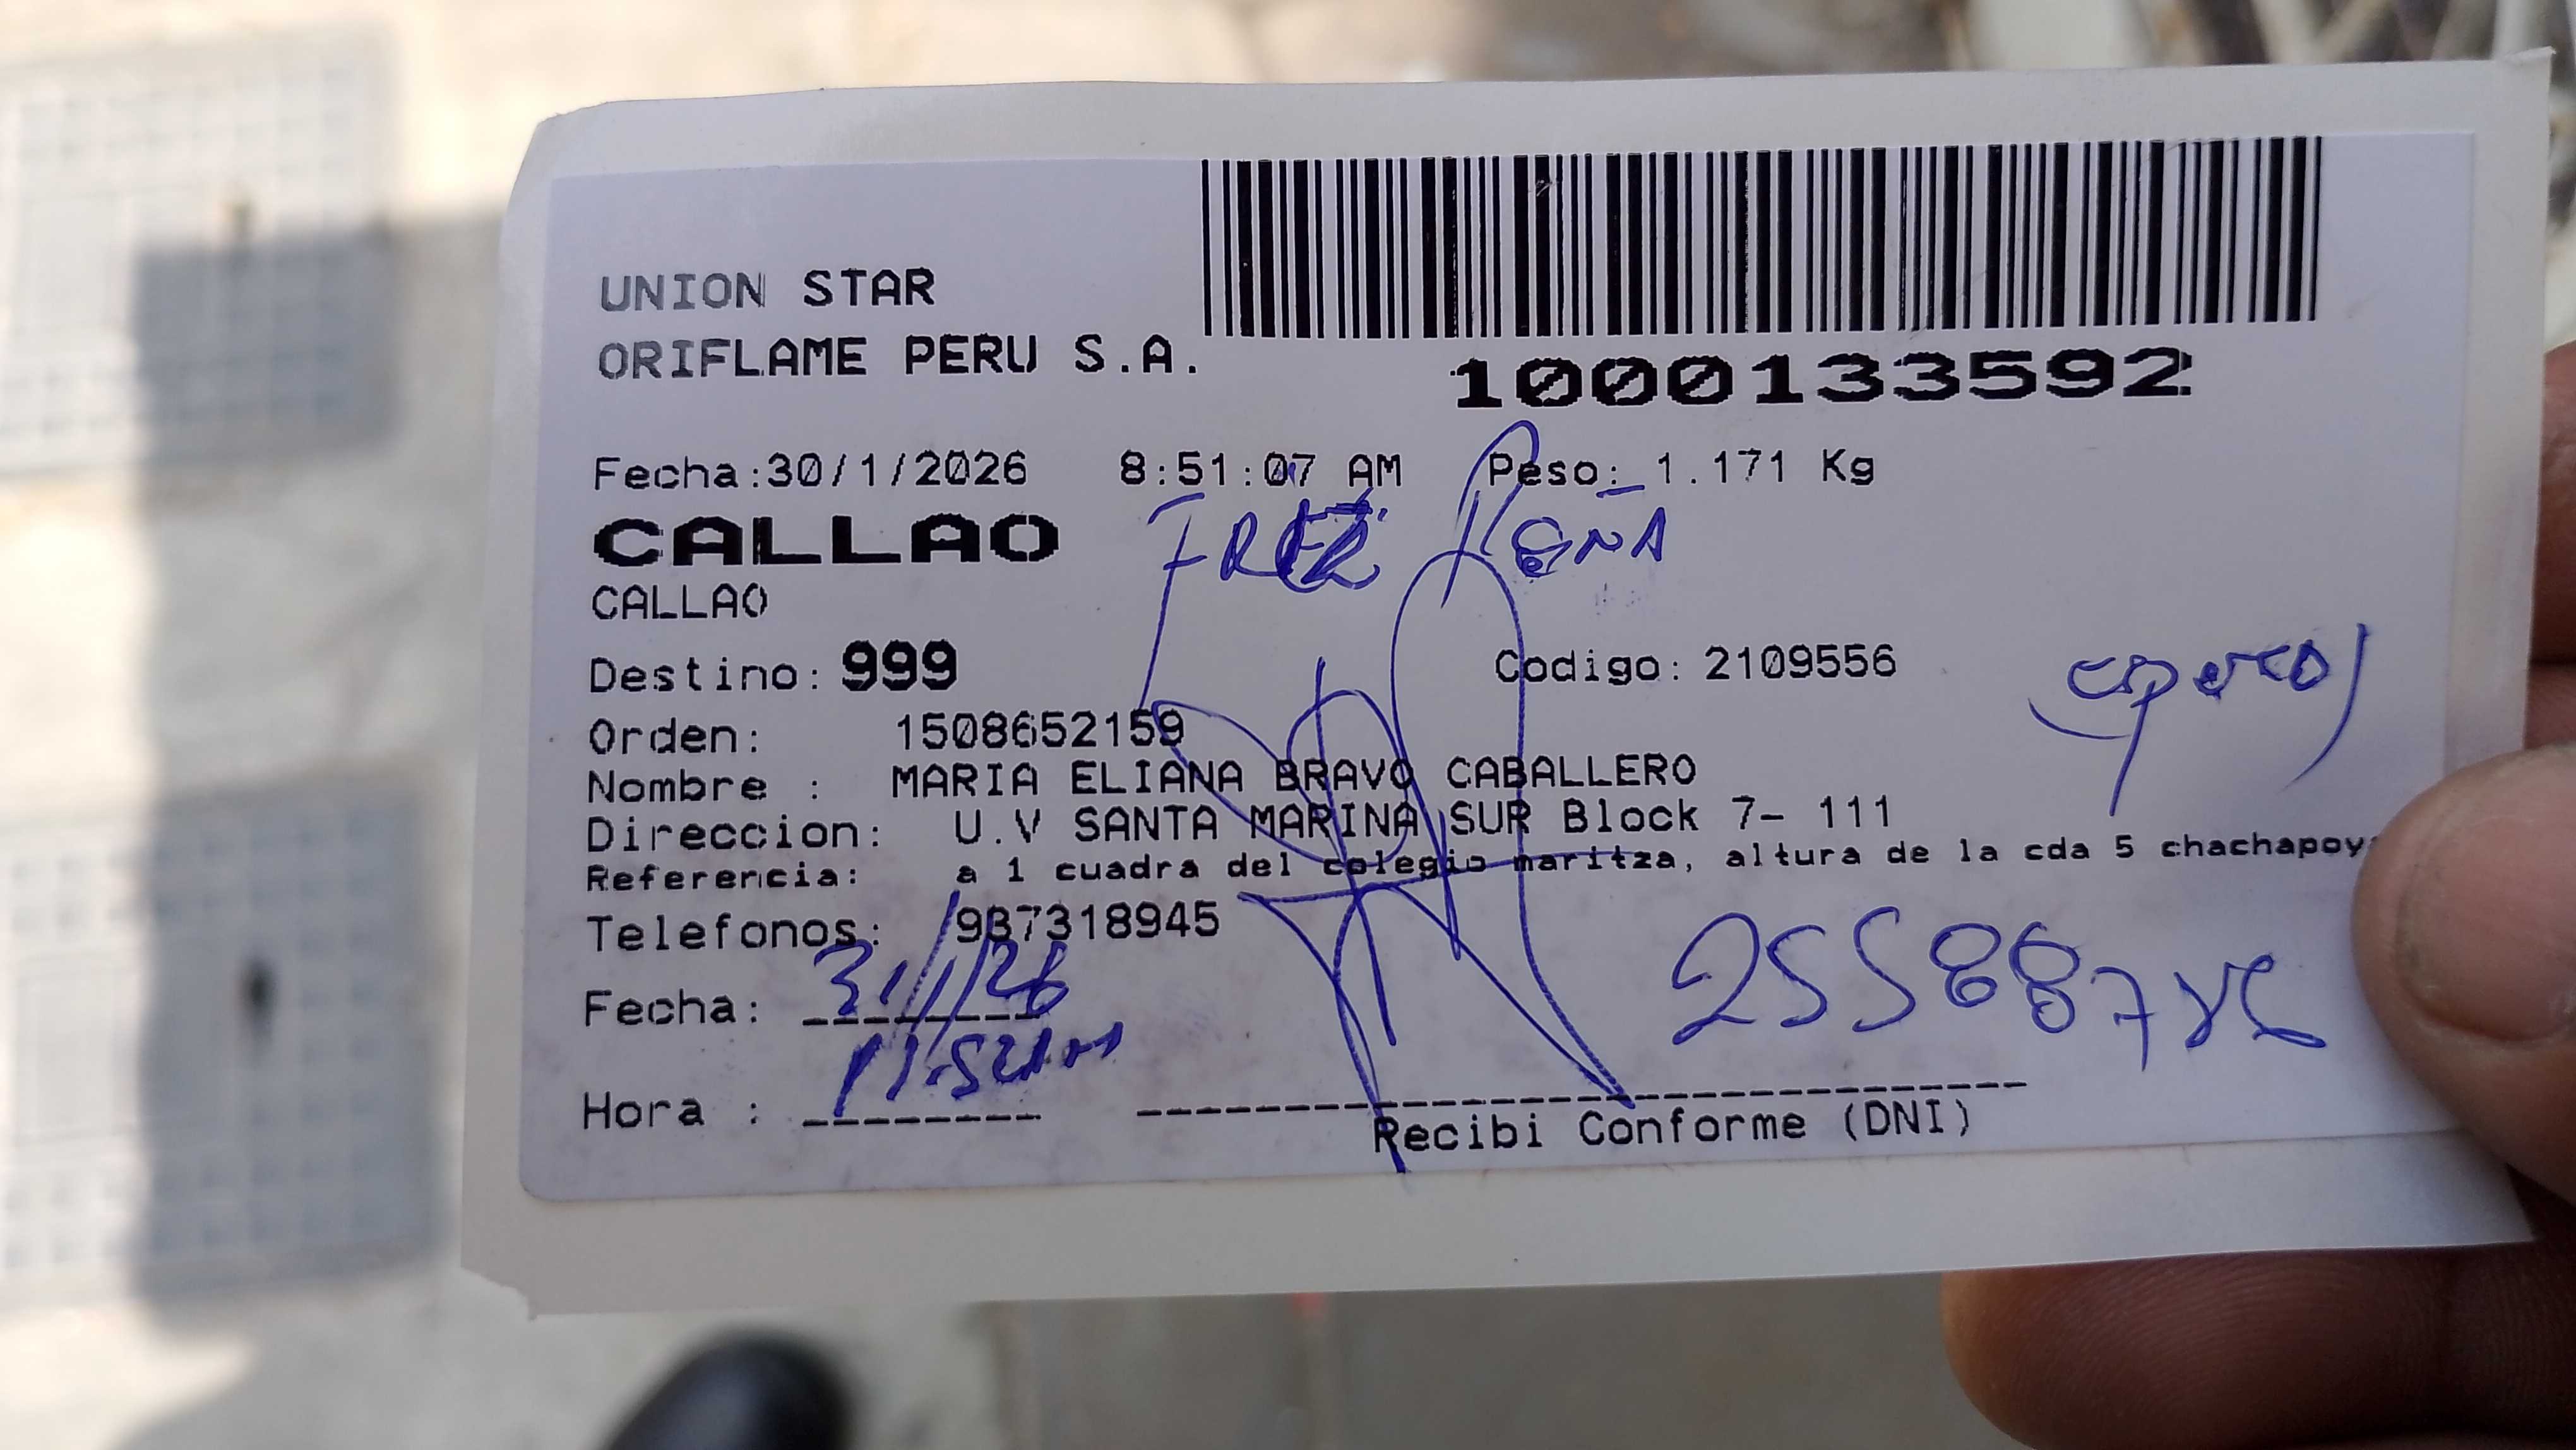 UNION STAR
ORIFLAME PERU S.A.
1000133592
Fecha:30/1/2026 8:51:07 AM Peso: 1.171 Kg
CALLAO
CALLAO
Destino: 999 Codigo: 2109556
(esposo)
Orden: 1508652159
Nombre : MARIA ELIANA BRAVO CABALLERO
Direccion: U.V SANTA MARINA SUR Block 7- 111
Referencia: a 1 cuadra del colegio maritza, altura de la cda 5
Telefonos: 987318945
Fecha: 31/1/26
Hora : 11:52am
Recibi Conforme (DNI)